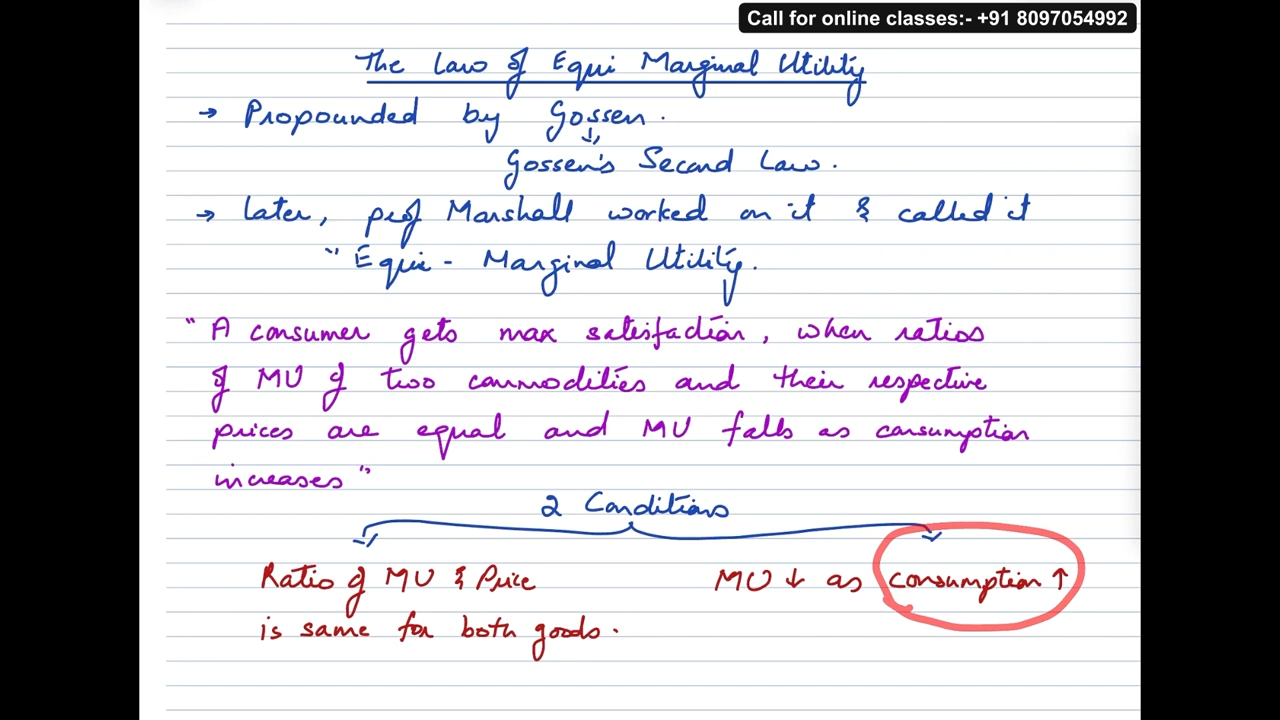 Call for online classes:- +91 8097054992
The Law of Equi Marginal Utility
→ Propounded by Gossen.
↓
Gossen's Second Law.
→ Later, prof Marshall worked on it & called it
" Equi - Marginal Utility.
" A consumer gets max satisfaction, when ratios
of MU of two commodities and their respective
prices are equal and MU falls as consumption
increases "
2 Conditions
Ratio of MU & Price
is same for both goods.
MU ↓ as consumption ↑